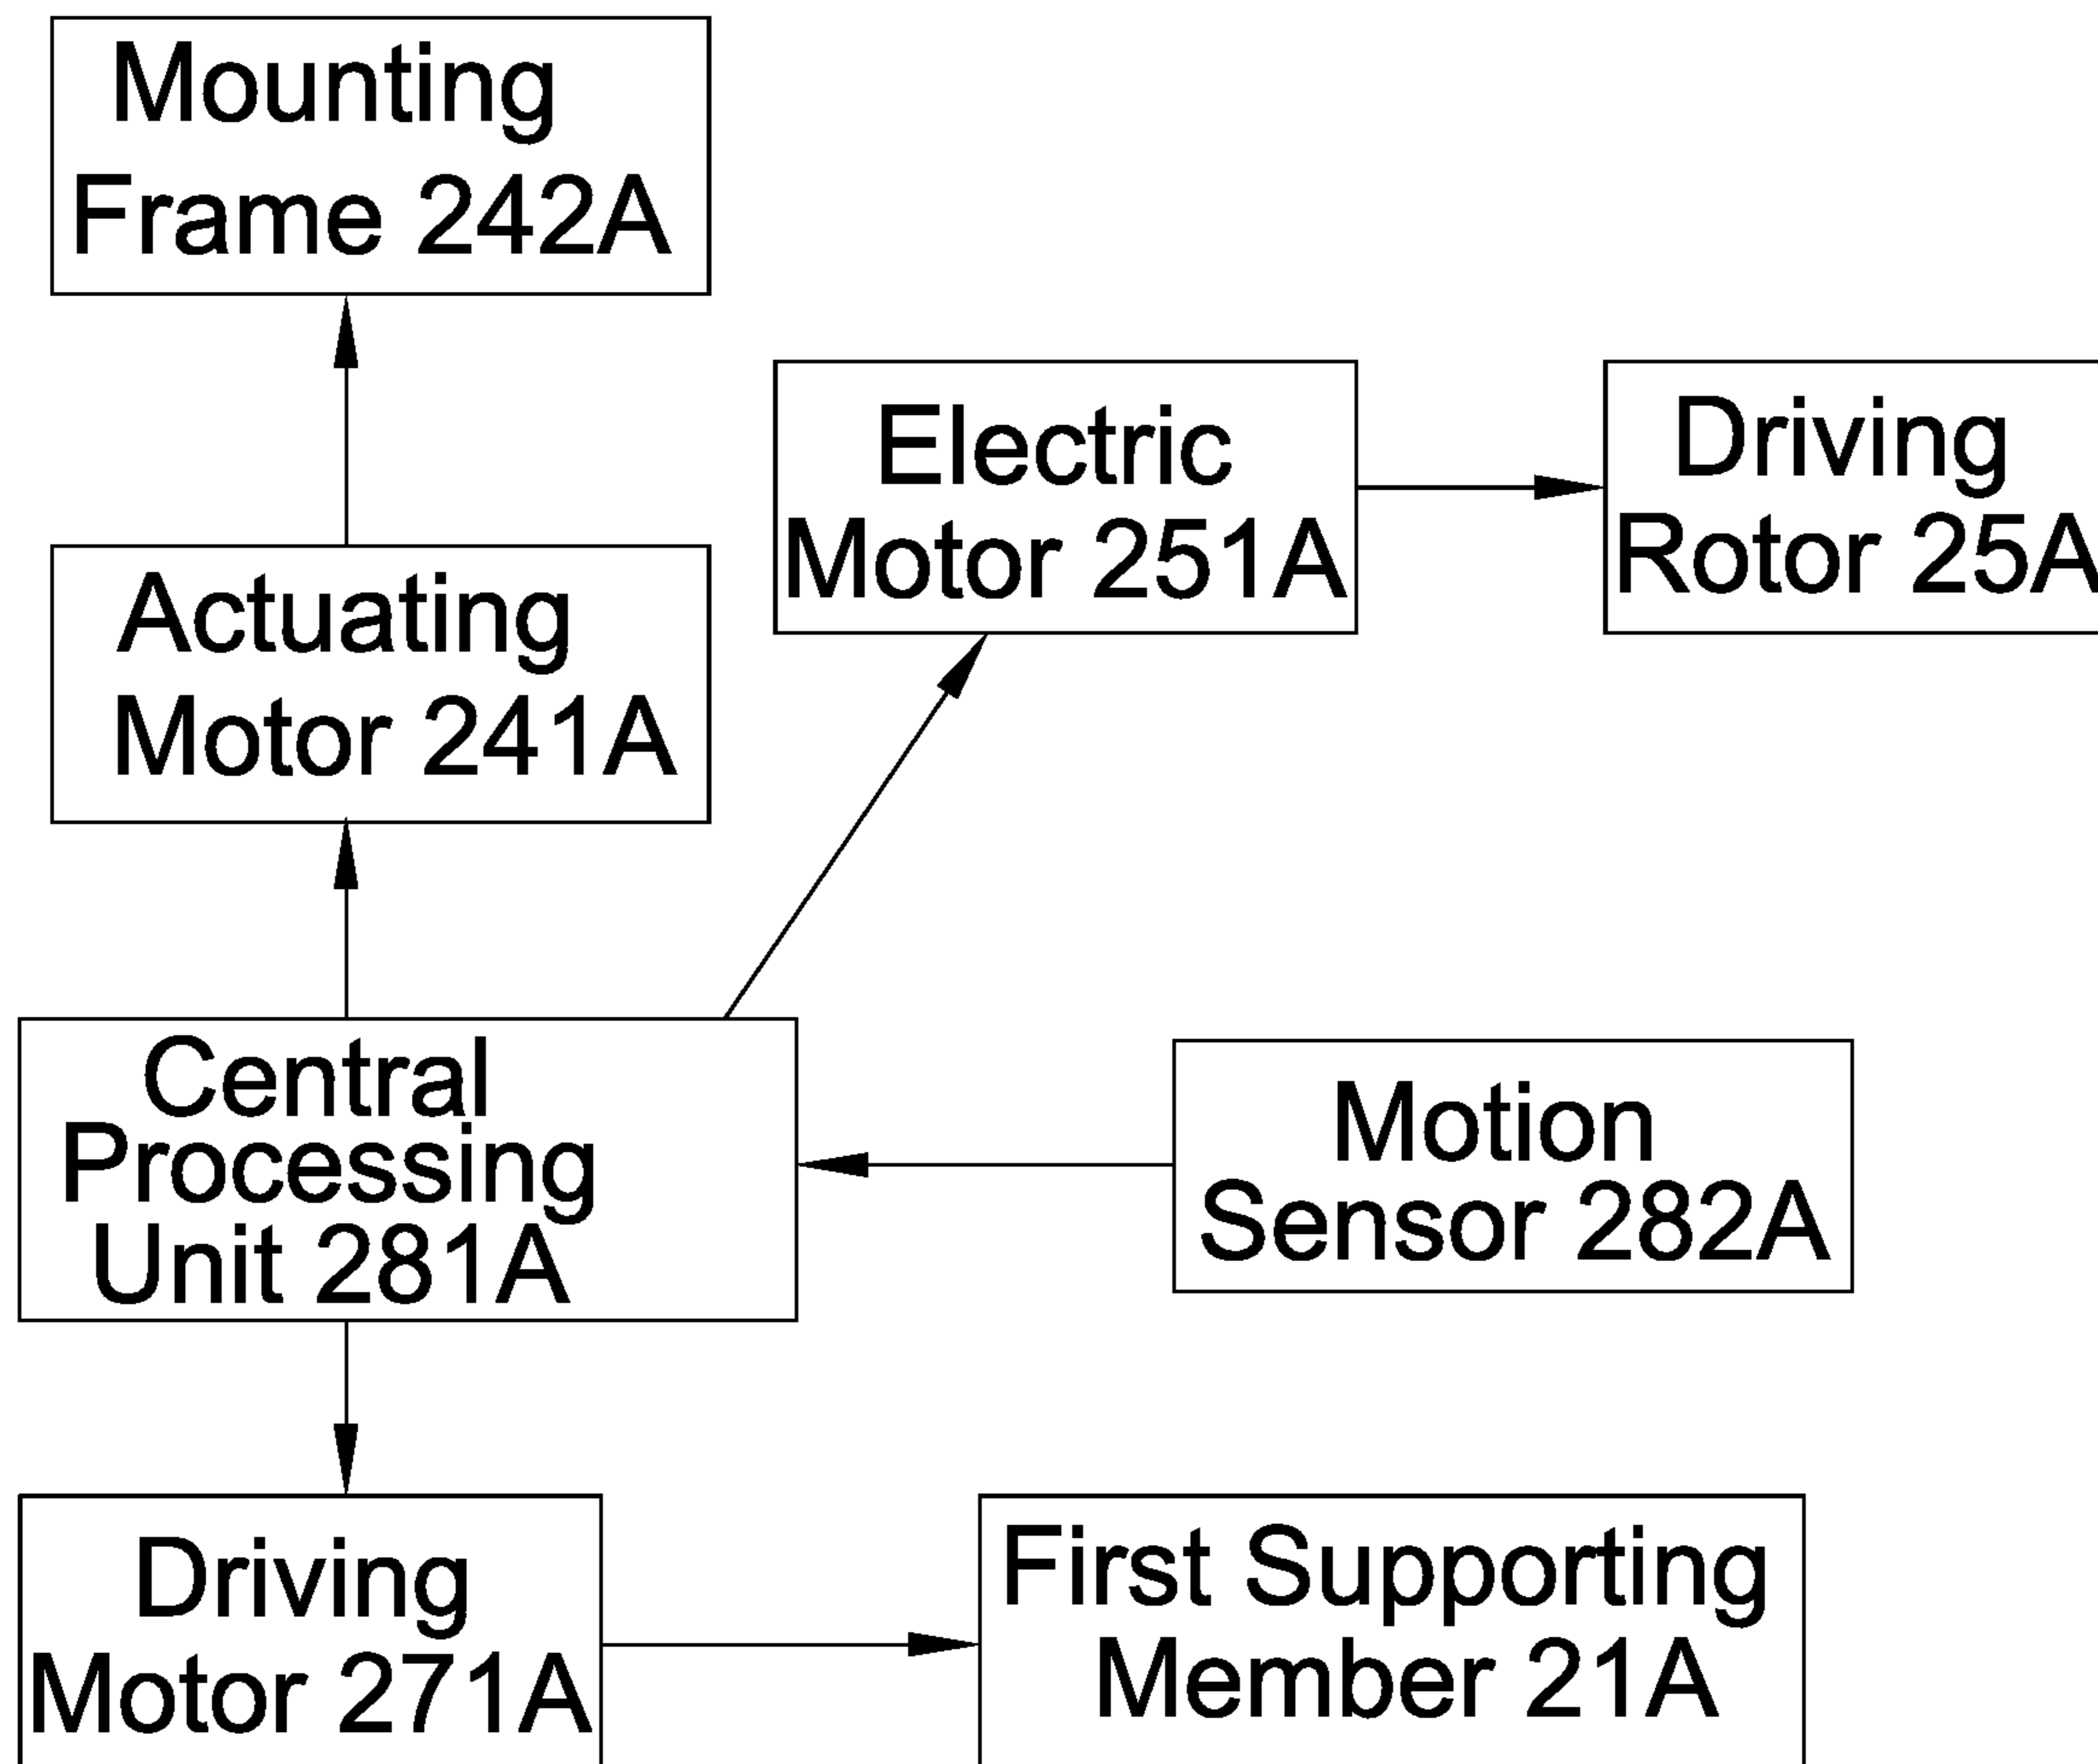 Mounting
Frame 242A
Electric
Motor 251A
Driving
Rotor 25A
Actuating
Motor 241A
Central
Processing
Unit 281A
Motion
Sensor 282A
Driving
Motor 271A
First Supporting
Member 21A